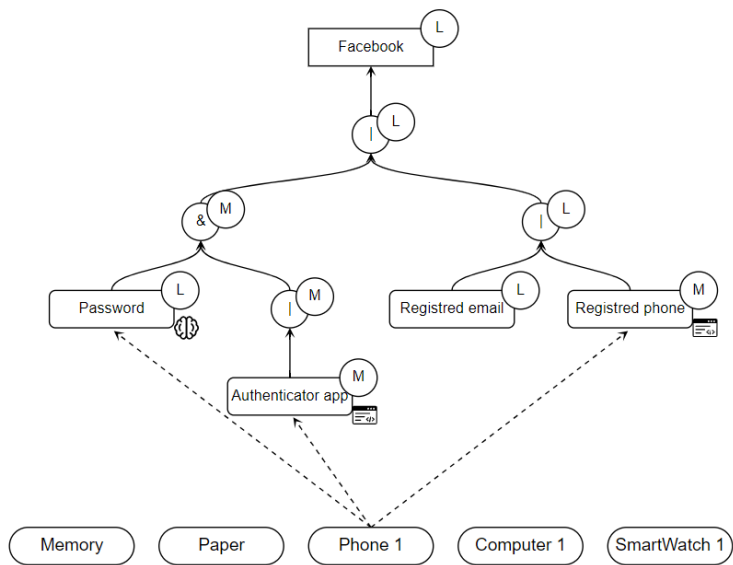 L
Facebook
L
|
M
&
L
|
L
Password
M
|
L
Registred email
M
Registred phone
M
Authenticator app
Memory
Paper
Phone 1
Computer 1
SmartWatch 1